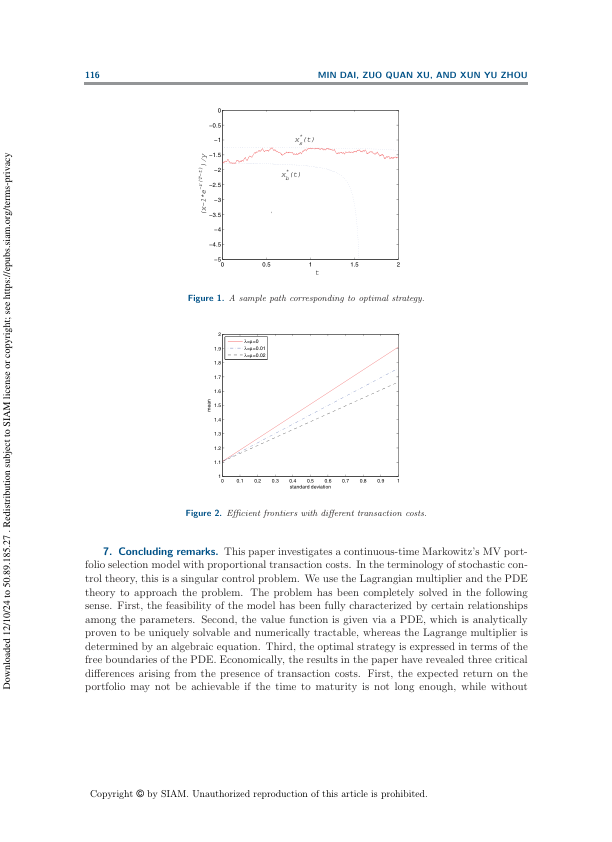 116
MIN DAI, ZUO QUAN XU, AND XUN YU ZHOU
0
−0.5
−1
−1.5
−2
−2.5
−3
−3.5
−4
−4.5
−5
x*s(t)
x*b(t)
0 0.5 1 1.5 2
t
Figure 1. A sample path corresponding to optimal strategy.
2
1.9
1.8
1.7
1.6
1.5
1.4
1.3
1.2
1.1
1
λ=μ=0
λ=μ=0.01
λ=μ=0.02
mean
0 0.1 0.2 0.3 0.4 0.5 0.6 0.7 0.8 0.9 1
standard deviation
Figure 2. Efficient frontiers with different transaction costs.
7. Concluding remarks. This paper investigates a continuous-time Markowitz's MV port-
folio selection model with proportional transaction costs. In the terminology of stochastic con-
trol theory, this is a singular control problem. We use the Lagrangian multiplier and the PDE
theory to approach the problem. The problem has been completely solved in the following
sense. First, the feasibility of the model has been fully characterized by certain relationships
among the parameters. Second, the value function is given via a PDE, which is analytically
proven to be uniquely solvable and numerically tractable, whereas the Lagrange multiplier is
determined by an algebraic equation. Third, the optimal strategy is expressed in terms of the
free boundaries of the PDE. Economically, the results in the paper have revealed three critical
differences arising from the presence of transaction costs. First, the expected return on the
portfolio may not be achievable if the time to maturity is not long enough, while without
Copyright © by SIAM. Unauthorized reproduction of this article is prohibited.
Downloaded 12/10/24 to 50.89.185.27 . Redistribution subject to SIAM license or copyright; see https://epubs.siam.org/terms-privacy